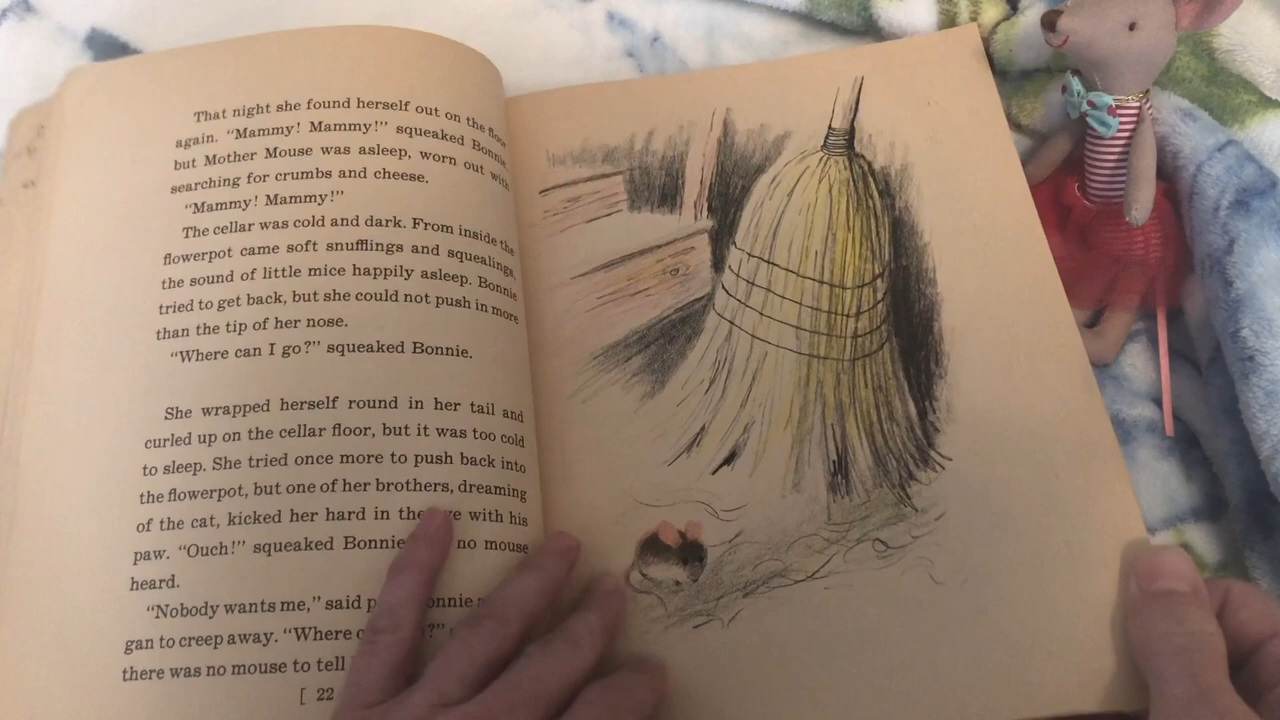 That night she found herself out on the floor
again. "Mammy! Mammy!" squeaked Bonnie,
but Mother Mouse was asleep, worn out with
searching for crumbs and cheese.
"Mammy! Mammy!"
The cellar was cold and dark. From inside the
flowerpot came soft snufflings and squealings,
the sound of little mice happily asleep. Bonnie
tried to get back, but she could not push in more
than the tip of her nose.
"Where can I go?" squeaked Bonnie.
She wrapped herself round in her tail and
curled up on the cellar floor, but it was too cold
to sleep. She tried once more to push back into
the flowerpot, but one of her brothers, dreaming
of the cat, kicked her hard in the eye with his
paw. "Ouch!" squeaked Bonnie no mouse
heard.
"Nobody wants me," said
gan to creep away. "Where
there was no mouse to tell
[ 22